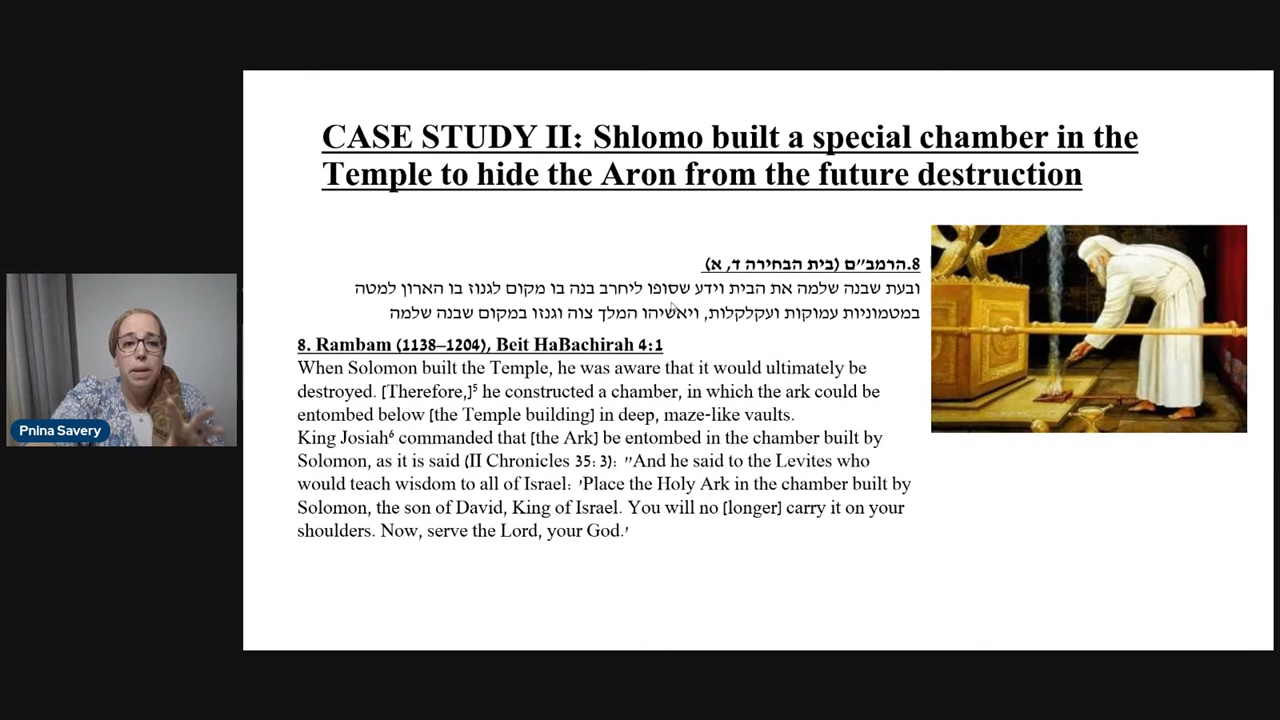 CASE STUDY II: Shlomo built a special chamber in the
Temple to hide the Aron from the future destruction
8.הרמב"ם (בית הבחירה ד, א)
ובעת שבנה שלמה את הבית וידע שסופו ליחרב בנה בו מקום לגנוז בו הארון למטה
במטמוניות עמוקות ועקלקלות, ויאשיהו המלך צוה וגנזו במקום שבנה שלמה
8. Rambam (1138–1204), Beit HaBachirah 4:1
When Solomon built the Temple, he was aware that it would ultimately be
destroyed. [Therefore,]⁵ he constructed a chamber, in which the ark could be
entombed below [the Temple building] in deep, maze-like vaults.
King Josiah⁶ commanded that [the Ark] be entombed in the chamber built by
Solomon, as it is said (II Chronicles 35:3): "And he said to the Levites who
would teach wisdom to all of Israel: 'Place the Holy Ark in the chamber built by
Solomon, the son of David, King of Israel. You will no [longer] carry it on your
shoulders. Now, serve the Lord, your God.'
Pnina Savery